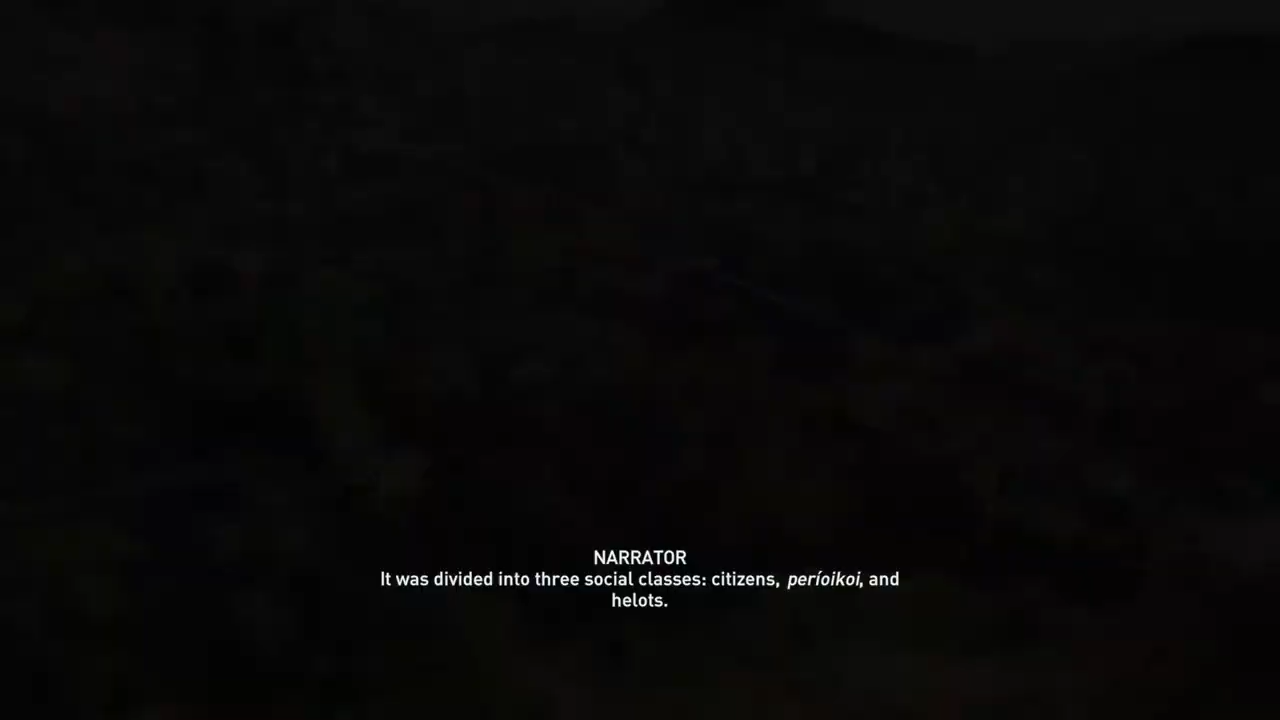 NARRATOR
It was divided into three social classes: citizens, períoikoi, and
helots.